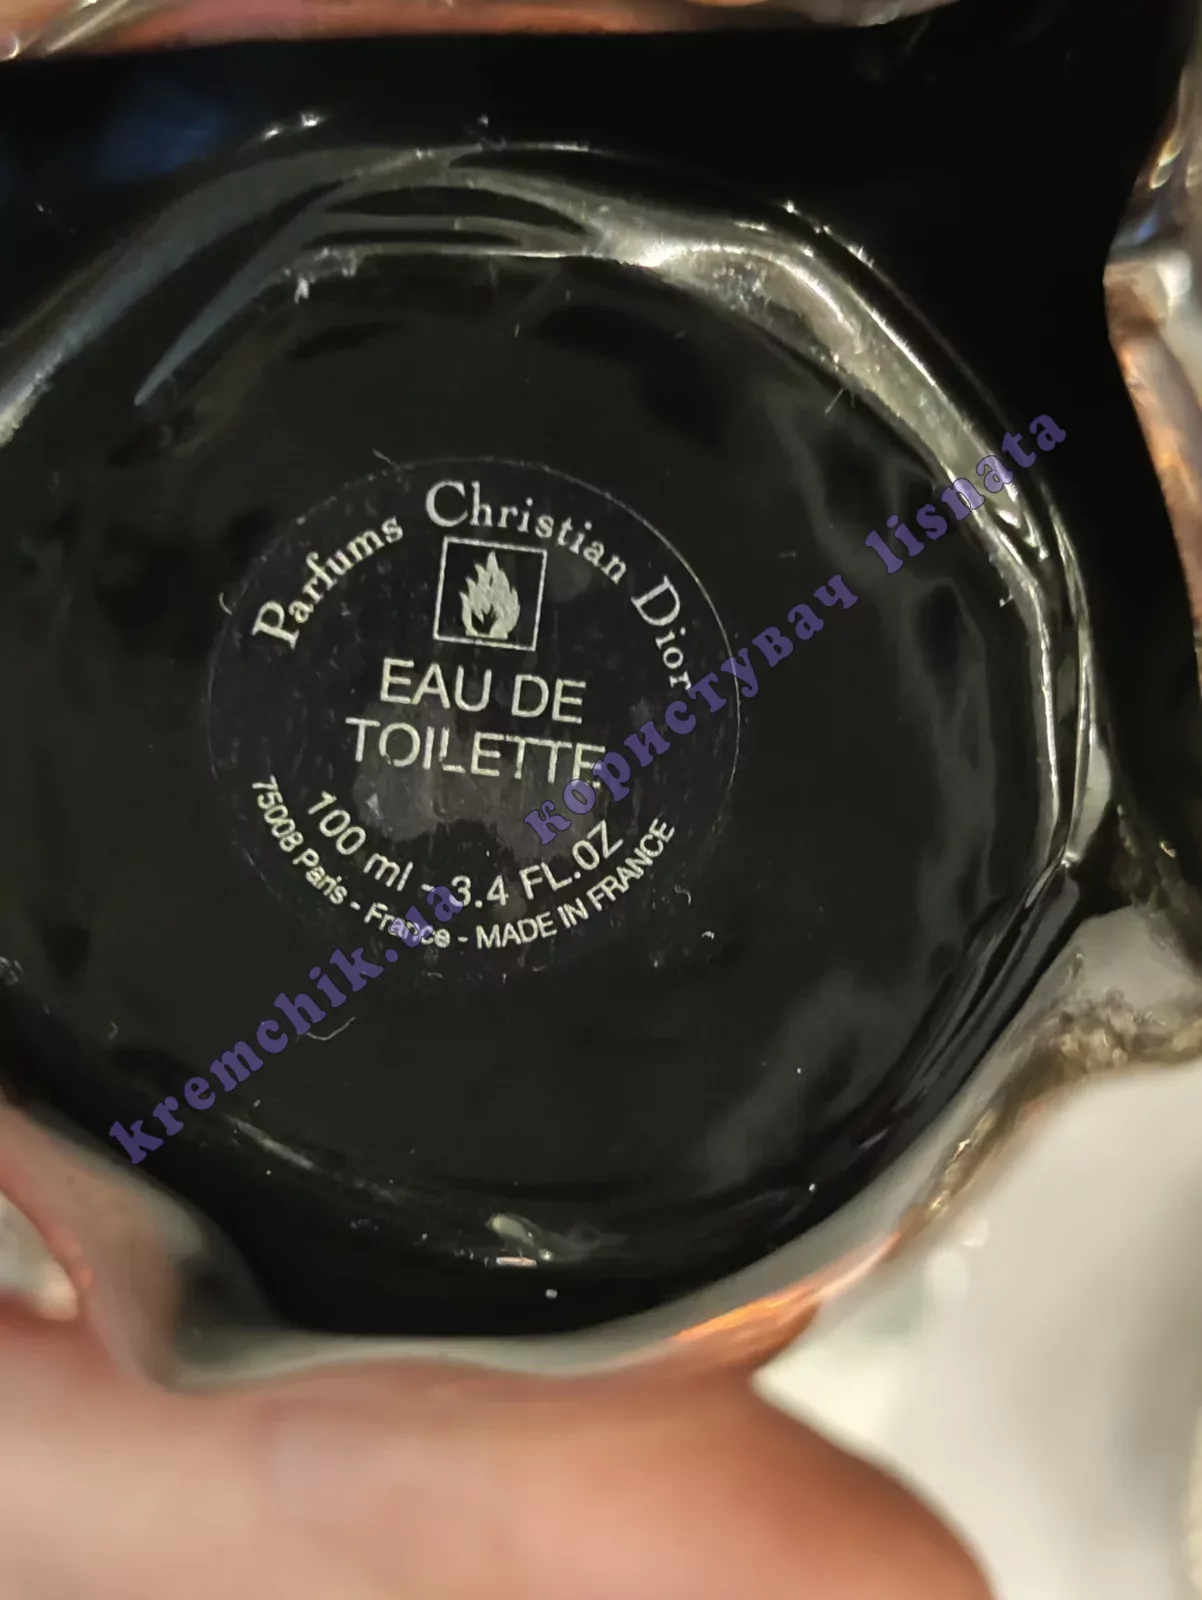 Parfums Christian Dior
EAU DE
TOILETTE
100 ml - 3.4 FL.OZ
75008 Paris - France - MADE IN FRANCE
kremchik.ua користувач lisnata